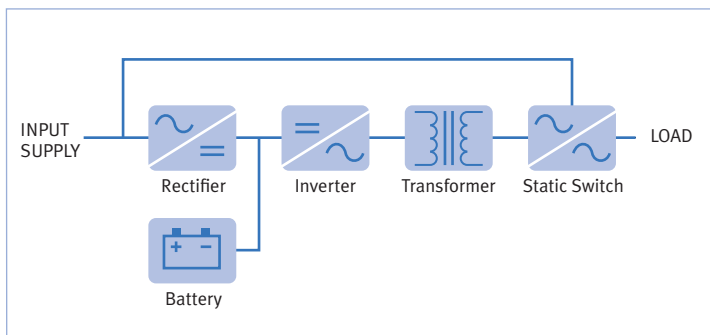 INPUT
SUPPLY
LOAD
Rectifier
Inverter
Transformer
Static Switch
+ −
Battery